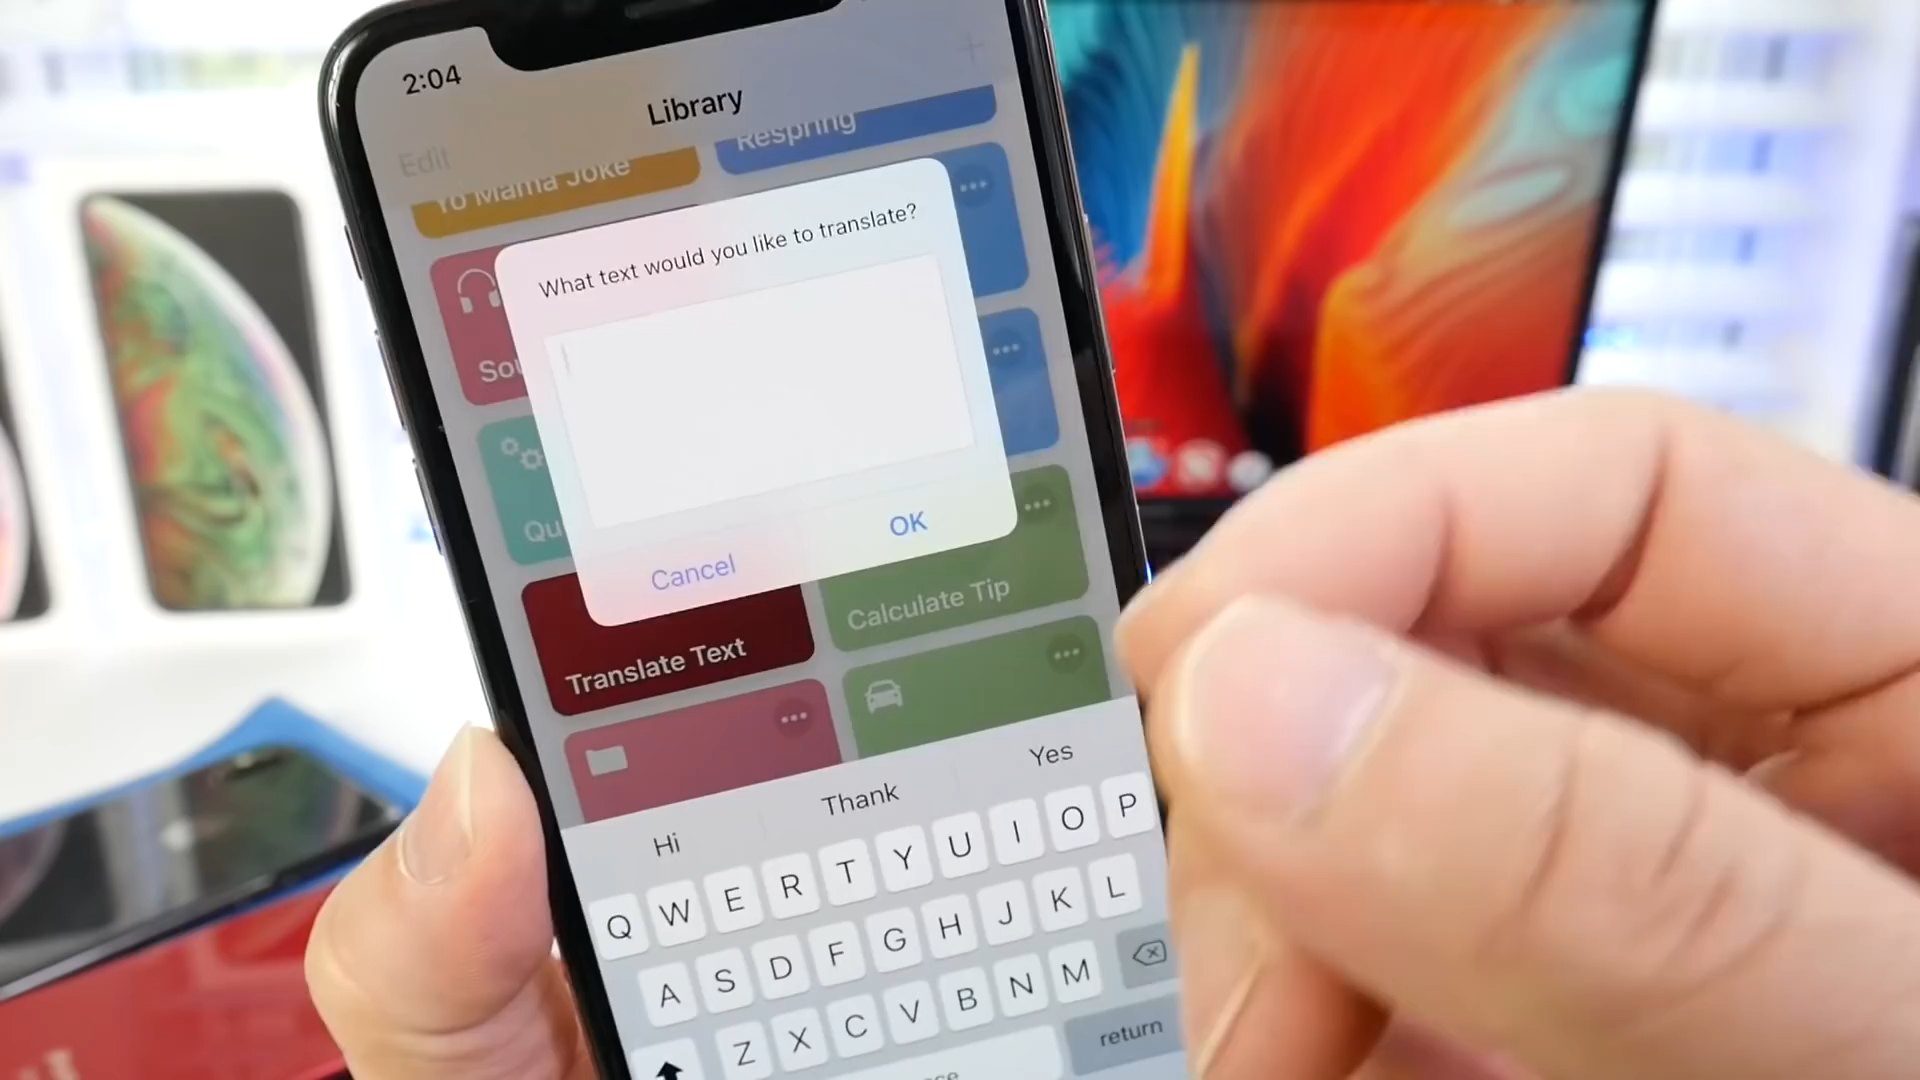 2:04
Library
Edit
Yo Mama Joke
Respring
What text would you like to translate?
Cancel
OK
Translate Text
Calculate Tip
Hi
Thank
Yes
Q W E R T Y U I O P
A S D F G H J K L
Z X C V B N M
return